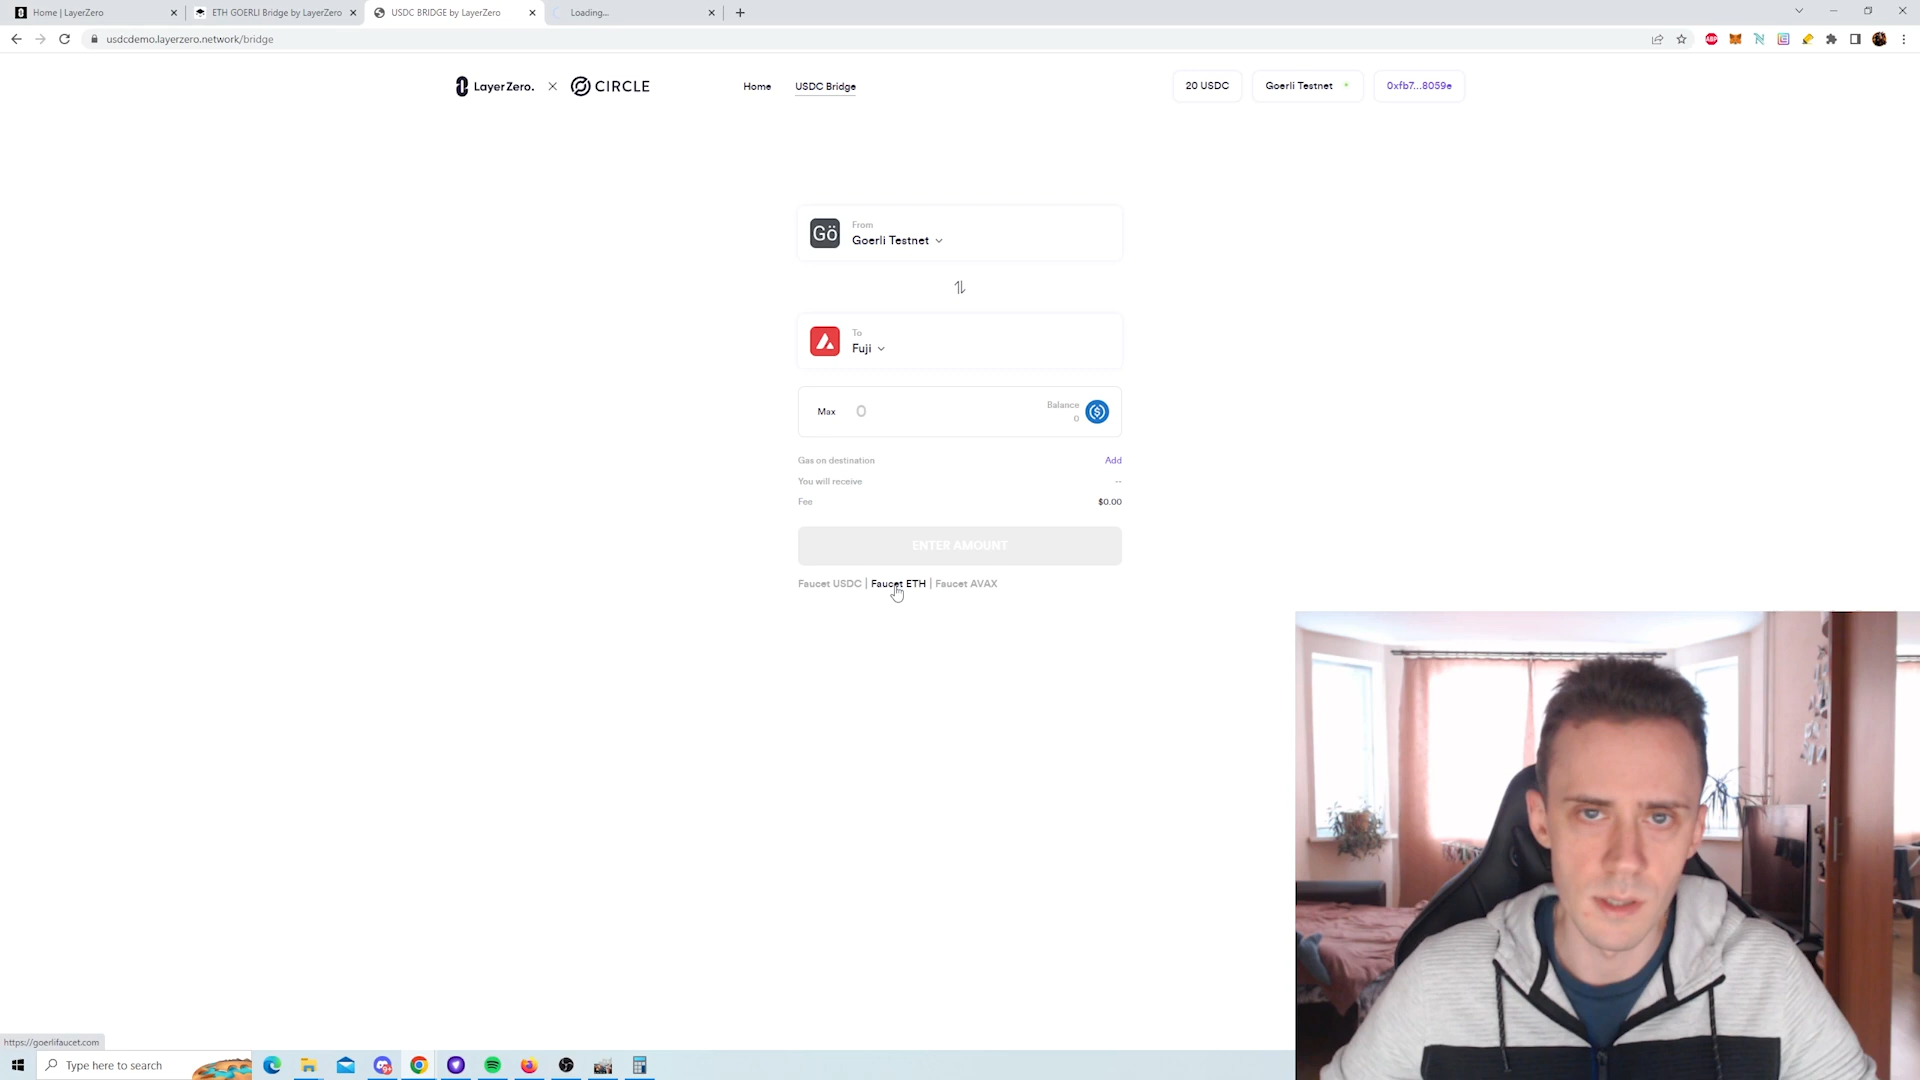 Home | LayerZero
ETH GOERLI Bridge by LayerZero
USDC BRIDGE by LayerZero
Loading...
usdcdemo.layerzero.network/bridge
ABP
LayerZero.
CIRCLE
Home
USDC Bridge
20 USDC
Goerli Testnet
0xfb7...8059e
Gö
From
Goerli Testnet
To
Fuji
Max
0
Balance
0
Gas on destination
Add
You will receive
--
Fee
$0.00
ENTER AMOUNT
Faucet USDC | Faucet ETH | Faucet AVAX
https://goerlifaucet.com
Type here to search